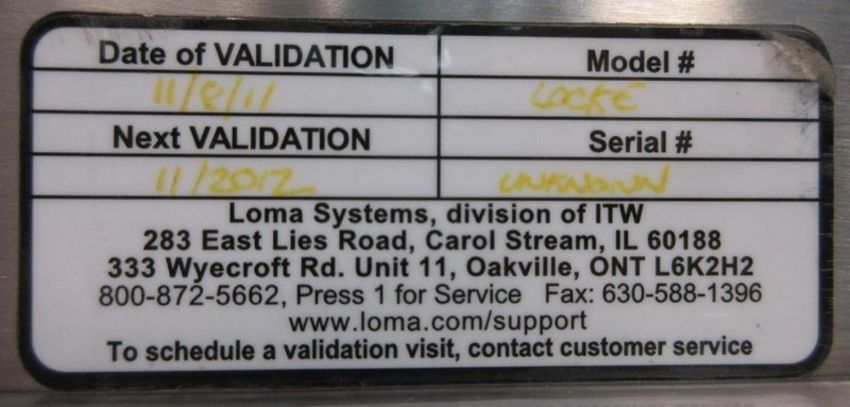 Date of VALIDATION Model #
11/8/11 LOCKE
Next VALIDATION Serial #
11/2012 UNKNOWN
Loma Systems, division of ITW
283 East Lies Road, Carol Stream, IL 60188
333 Wyecroft Rd. Unit 11, Oakville, ONT L6K2H2
800-872-5662, Press 1 for Service Fax: 630-588-1396
www.loma.com/support
To schedule a validation visit, contact customer service